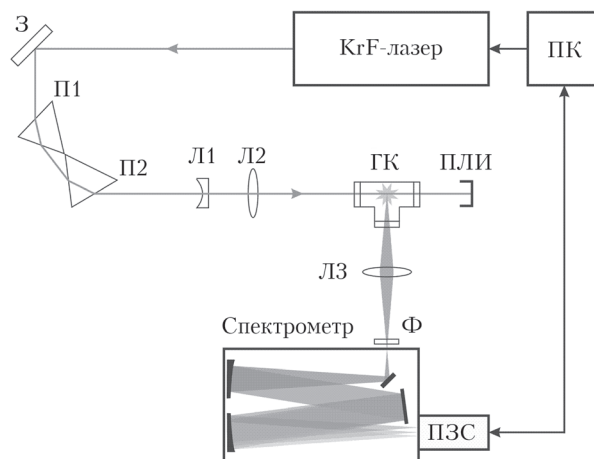 З
KrF-лазер
ПК
П1
П2
Л1
Л2
ГК
ПЛИ
Л3
Спектрометр
Ф
ПЗС